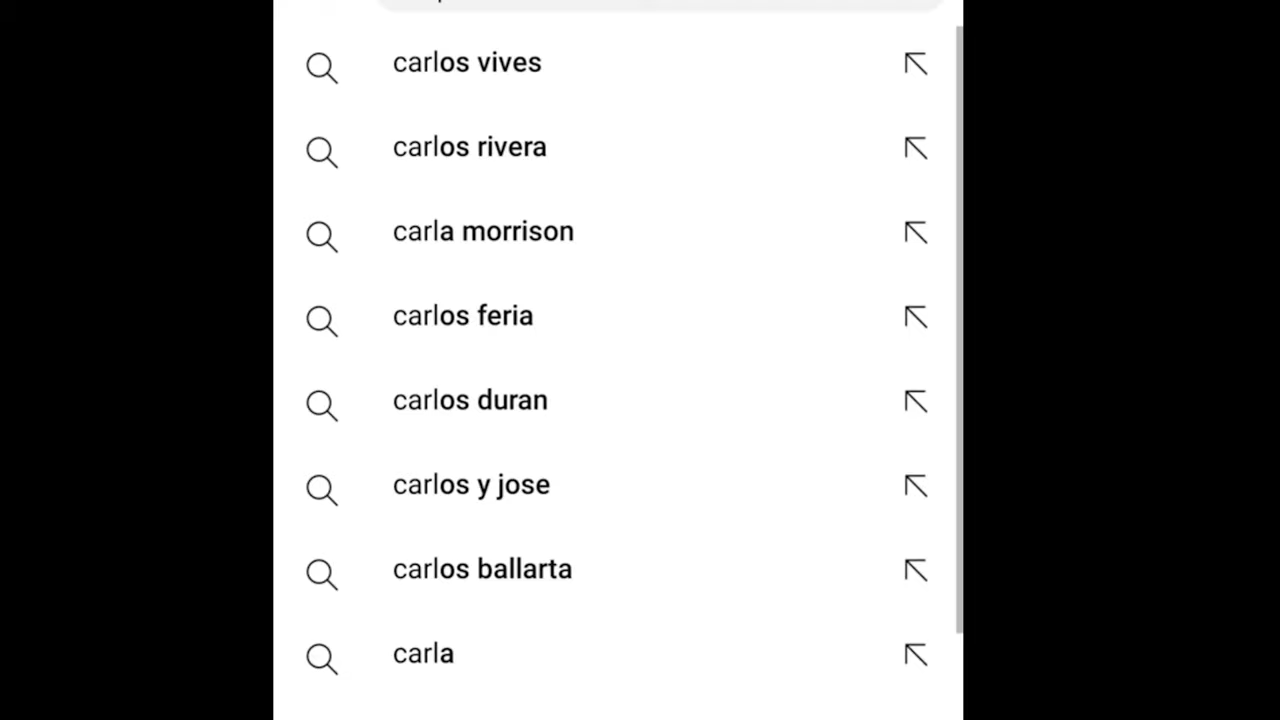 carlos vives
carlos rivera
carla morrison
carlos feria
carlos duran
carlos y jose
carlos ballarta
carla